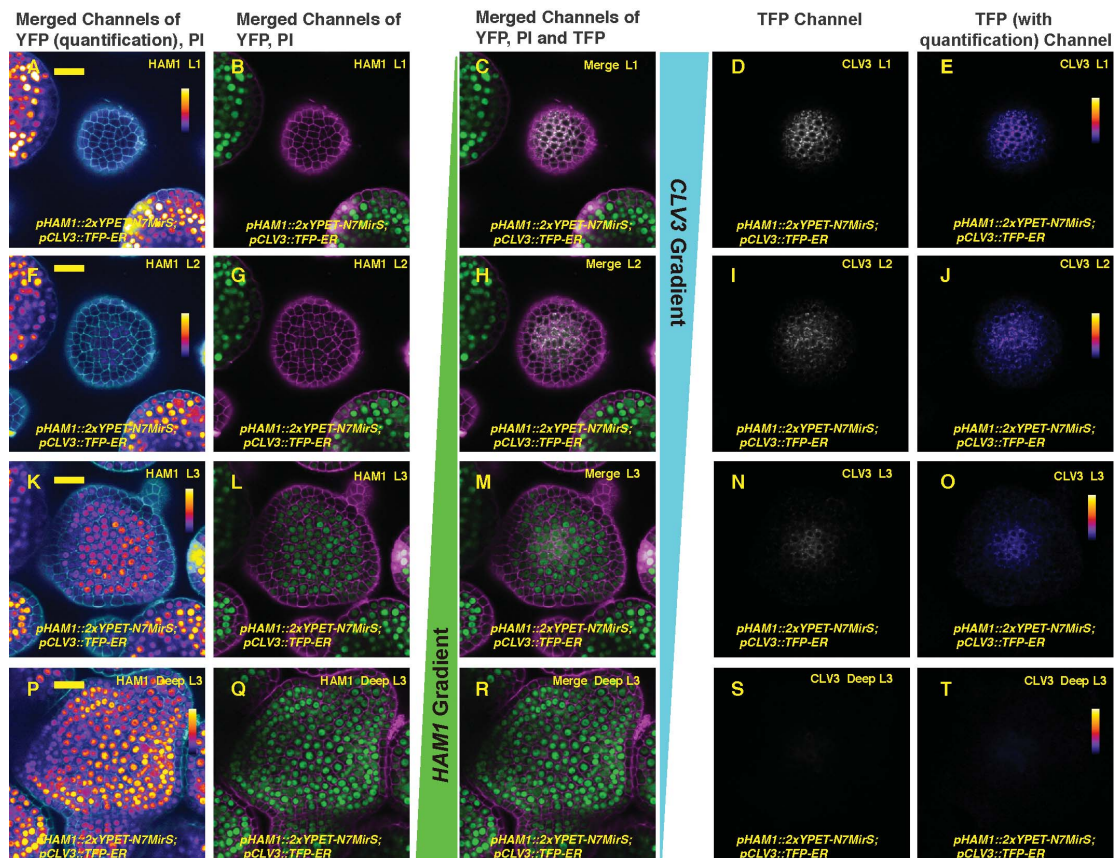 Merged Channels of
YFP (quantification), PI
Merged Channels of
YFP, PI
Merged Channels of
YFP, PI and TFP
TFP Channel
TFP (with
quantification) Channel
A
HAM1 L1
pHAM1::2xYPET-N7MirS;
pCLV3::TFP-ER
B
HAM1 L1
pHAM1::2xYPET-N7MirS;
pCLV3::TFP-ER
C
Merge L1
pHAM1::2xYPET-N7MirS;
pCLV3::TFP-ER
D
CLV3 L1
pHAM1::2xYPET-N7MirS;
pCLV3::TFP-ER
E
CLV3 L1
pHAM1::2xYPET-N7MirS;
pCLV3::TFP-ER
F
HAM1 L2
pHAM1::2xYPET-N7MirS;
pCLV3::TFP-ER
G
HAM1 L2
pHAM1::2xYPET-N7MirS;
pCLV3::TFP-ER
H
Merge L2
pHAM1::2xYPET-N7MirS;
pCLV3::TFP-ER
I
CLV3 L2
pHAM1::2xYPET-N7MirS;
pCLV3::TFP-ER
J
CLV3 L2
pHAM1::2xYPET-N7MirS;
pCLV3::TFP-ER
K
HAM1 L3
pHAM1::2xYPET-N7MirS;
pCLV3::TFP-ER
L
HAM1 L3
pHAM1::2xYPET-N7MirS;
pCLV3::TFP-ER
M
Merge L3
pHAM1::2xYPET-N7MirS;
pCLV3::TFP-ER
N
CLV3 L3
pHAM1::2xYPET-N7MirS;
pCLV3::TFP-ER
O
CLV3 L3
pHAM1::2xYPET-N7MirS;
pCLV3::TFP-ER
P
HAM1 Deep L3
pHAM1::2xYPET-N7MirS;
pCLV3::TFP-ER
Q
HAM1 Deep L3
pHAM1::2xYPET-N7MirS;
pCLV3::TFP-ER
R
Merge Deep L3
pHAM1::2xYPET-N7MirS;
pCLV3::TFP-ER
S
CLV3 Deep L3
pHAM1::2xYPET-N7MirS;
pCLV3::TFP-ER
T
CLV3 Deep L3
pHAM1::2xYPET-N7MirS;
pCLV3::TFP-ER
HAM1 Gradient
CLV3 Gradient